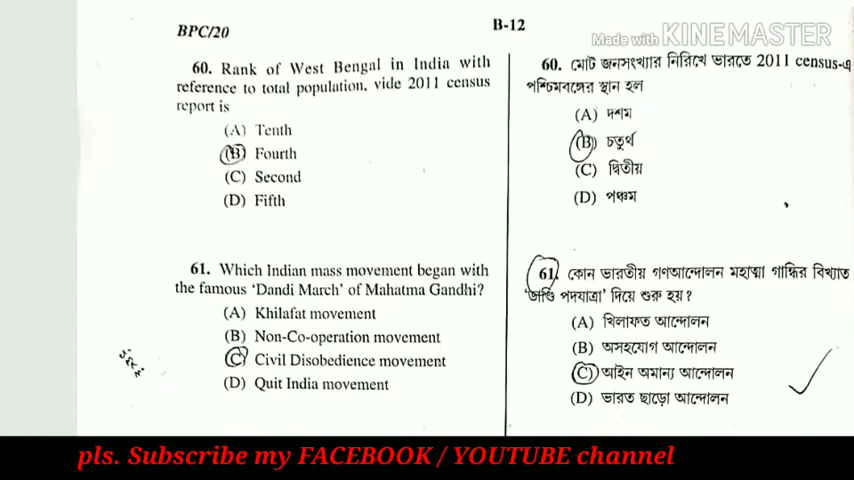 BPC/20
B-12
Made with KINEMASTER
60. Rank of West Bengal in India with
reference to total population, vide 2011 census
report is
(A) Tenth
(B) Fourth
(C) Second
(D) Fifth
61. Which Indian mass movement began with
the famous ‘Dandi March’ of Mahatma Gandhi?
(A) Khilafat movement
(B) Non-Co-operation movement
(C) Civil Disobedience movement
(D) Quit India movement
60. মোট জনসংখ্যার নিরিখে ভারতে 2011 census-এ
পশ্চিমবঙ্গের স্থান হল
(A) দশম
(B) চতুর্থ
(C) দ্বিতীয়
(D) পঞ্চম
61. কোন ভারতীয় গণআন্দোলন মহাত্মা গান্ধির বিখ্যাত
‘ডাণ্ডি পদযাত্রা’ দিয়ে শুরু হয়?
(A) খিলাফত আন্দোলন
(B) অসহযোগ আন্দোলন
(C) আইন অমান্য আন্দোলন
(D) ভারত ছাড়ো আন্দোলন
pls. Subscribe my FACEBOOK / YOUTUBE channel